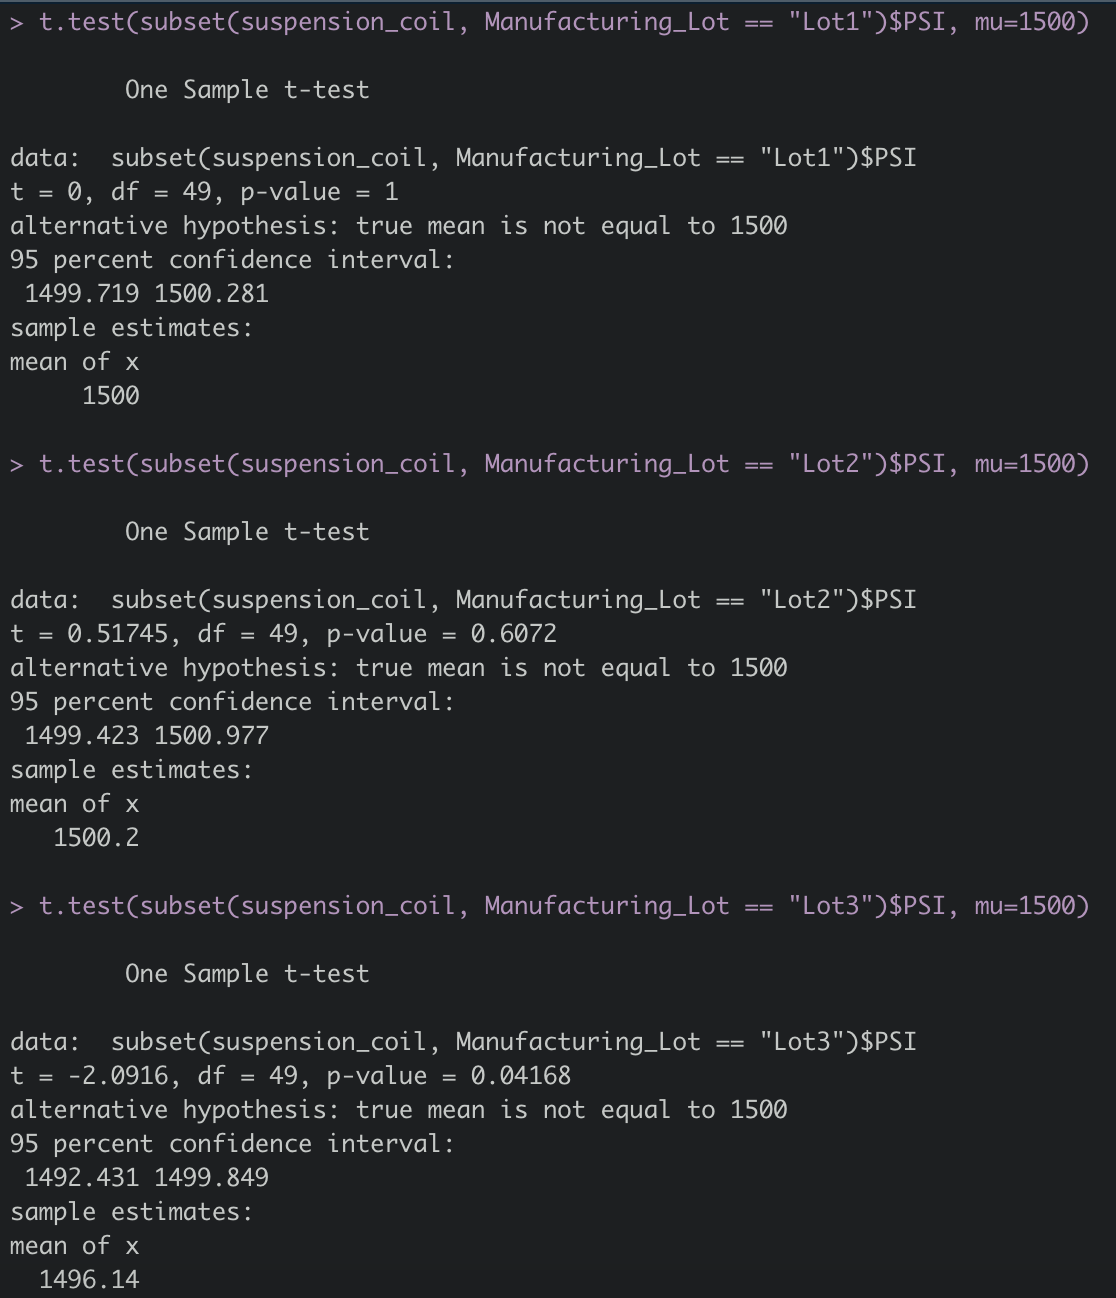 > t.test(subset(suspension_coil, Manufacturing_Lot == "Lot1")$PSI, mu=1500)
One Sample t-test
data:  subset(suspension_coil, Manufacturing_Lot == "Lot1")$PSI
t = 0, df = 49, p-value = 1
alternative hypothesis: true mean is not equal to 1500
95 percent confidence interval:
 1499.719 1500.281
sample estimates:
mean of x
1500
> t.test(subset(suspension_coil, Manufacturing_Lot == "Lot2")$PSI, mu=1500)
One Sample t-test
data:  subset(suspension_coil, Manufacturing_Lot == "Lot2")$PSI
t = 0.51745, df = 49, p-value = 0.6072
alternative hypothesis: true mean is not equal to 1500
95 percent confidence interval:
 1499.423 1500.977
sample estimates:
mean of x
1500.2
> t.test(subset(suspension_coil, Manufacturing_Lot == "Lot3")$PSI, mu=1500)
One Sample t-test
data:  subset(suspension_coil, Manufacturing_Lot == "Lot3")$PSI
t = -2.0916, df = 49, p-value = 0.04168
alternative hypothesis: true mean is not equal to 1500
95 percent confidence interval:
 1492.431 1499.849
sample estimates:
mean of x
1496.14